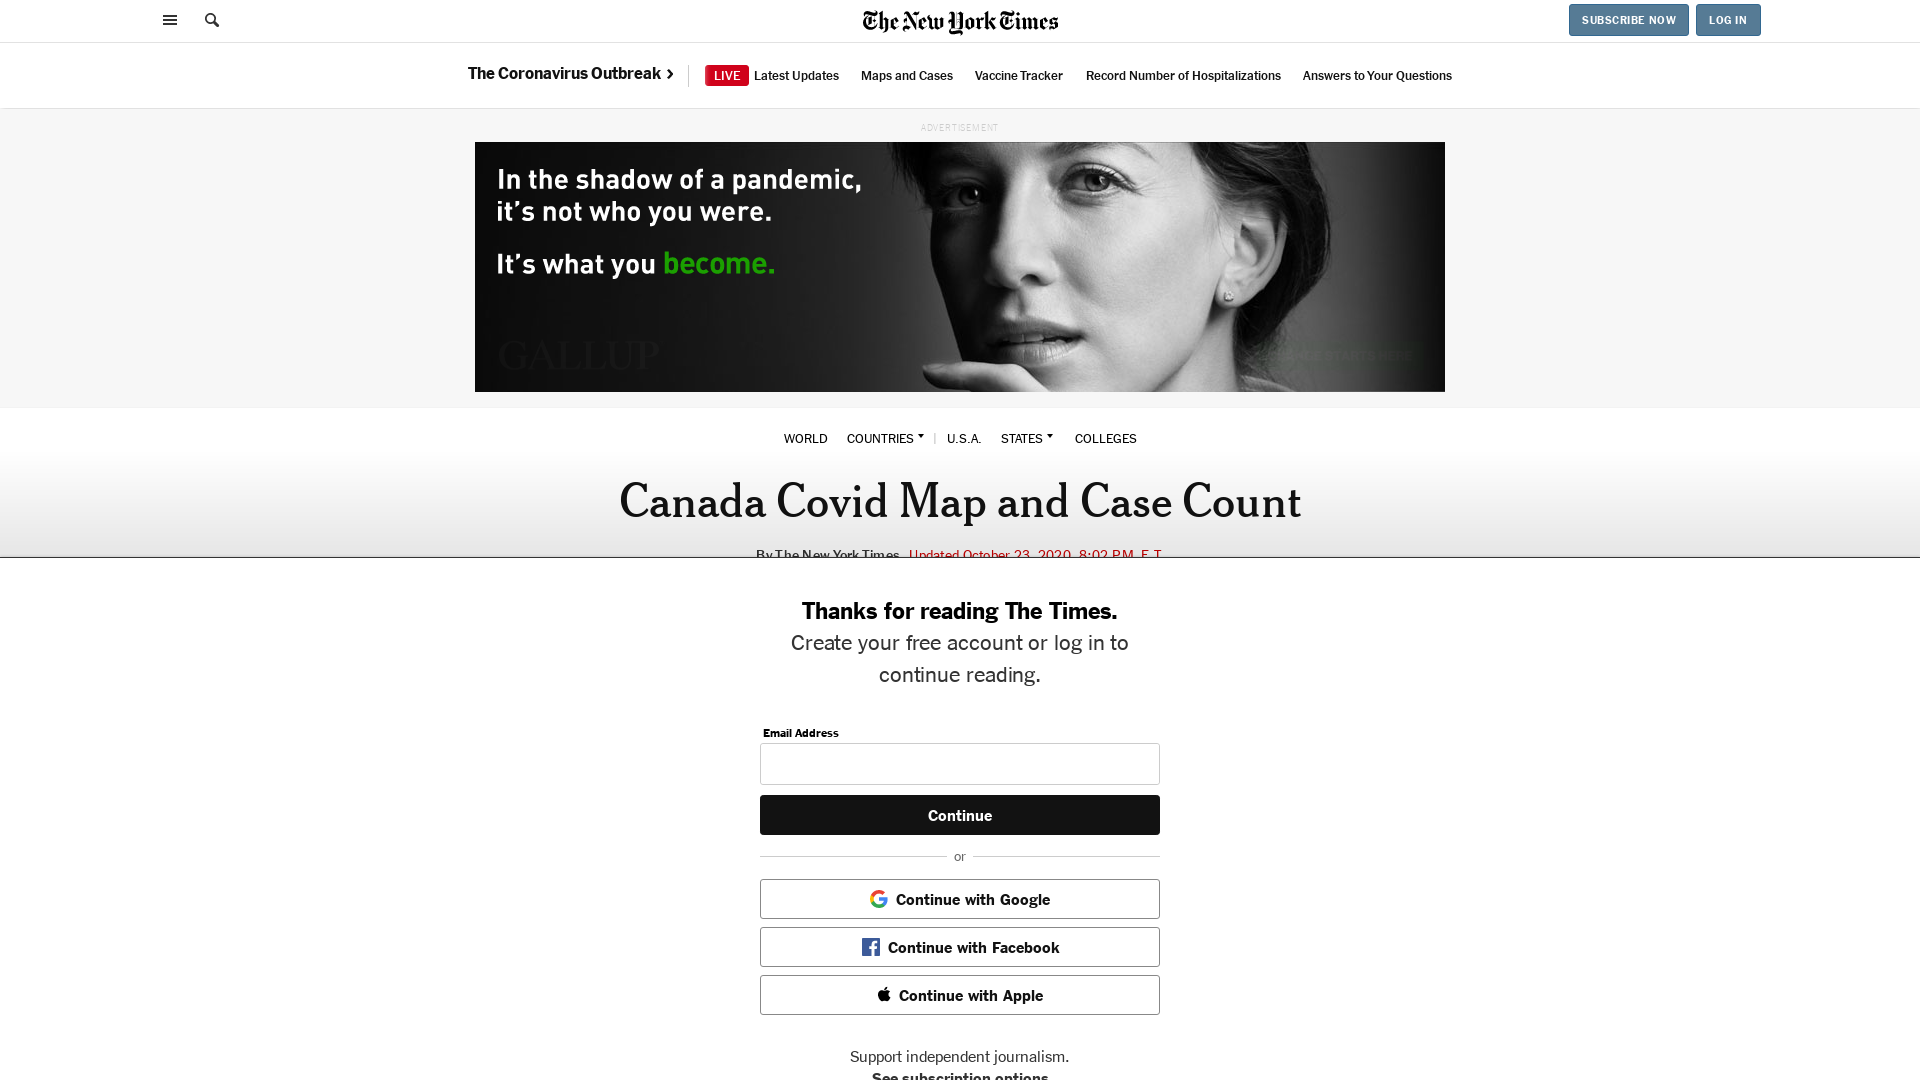 The New York Times
SUBSCRIBE NOW
LOG IN
The Coronavirus Outbreak
LIVE Latest Updates
Maps and Cases
Vaccine Tracker
Record Number of Hospitalizations
Answers to Your Questions
ADVERTISEMENT
In the shadow of a pandemic,
it's not who you were.
It's what you become.
GALLUP
WORLD
COUNTRIES
U.S.A.
STATES
COLLEGES
Canada Covid Map and Case Count
By The New York Times Updated October 23, 2020, 8:02 P.M. E.T.
Thanks for reading The Times.
Create your free account or log in to
continue reading.
Email Address
Continue
or
Continue with Google
Continue with Facebook
Continue with Apple
Support independent journalism.
See subscription options